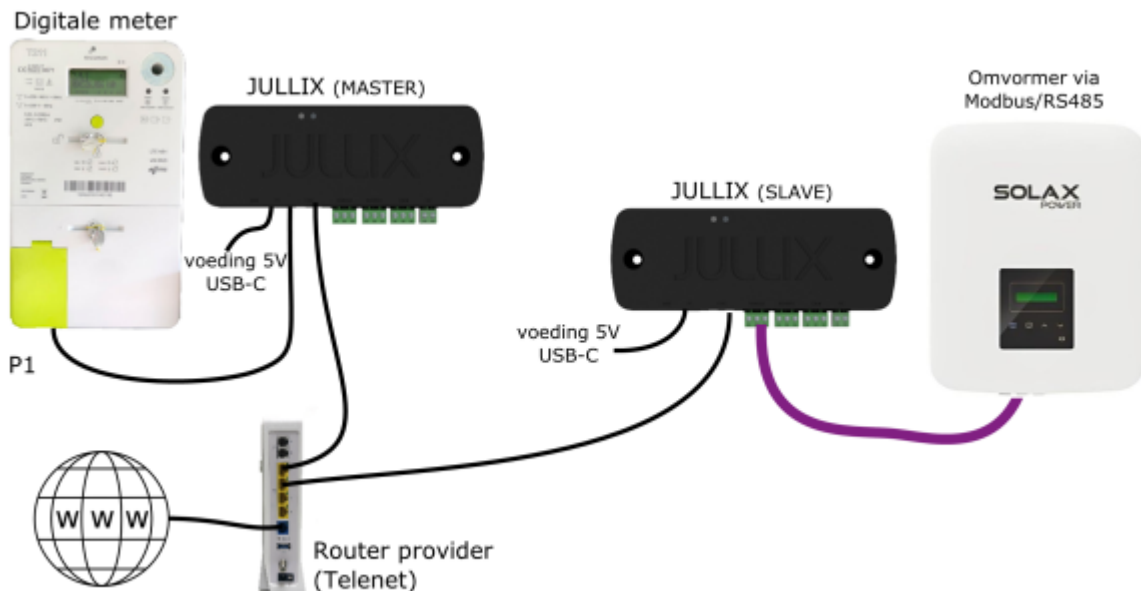 Digitale meter
JULLIX (MASTER)
JULLIX
voeding 5V
USB-C
P1
JULLIX (SLAVE)
JULLIX
voeding 5V
USB-C
Omvormer via
Modbus/RS485
SOLAX
POWER
W W W
Router provider
(Telenet)